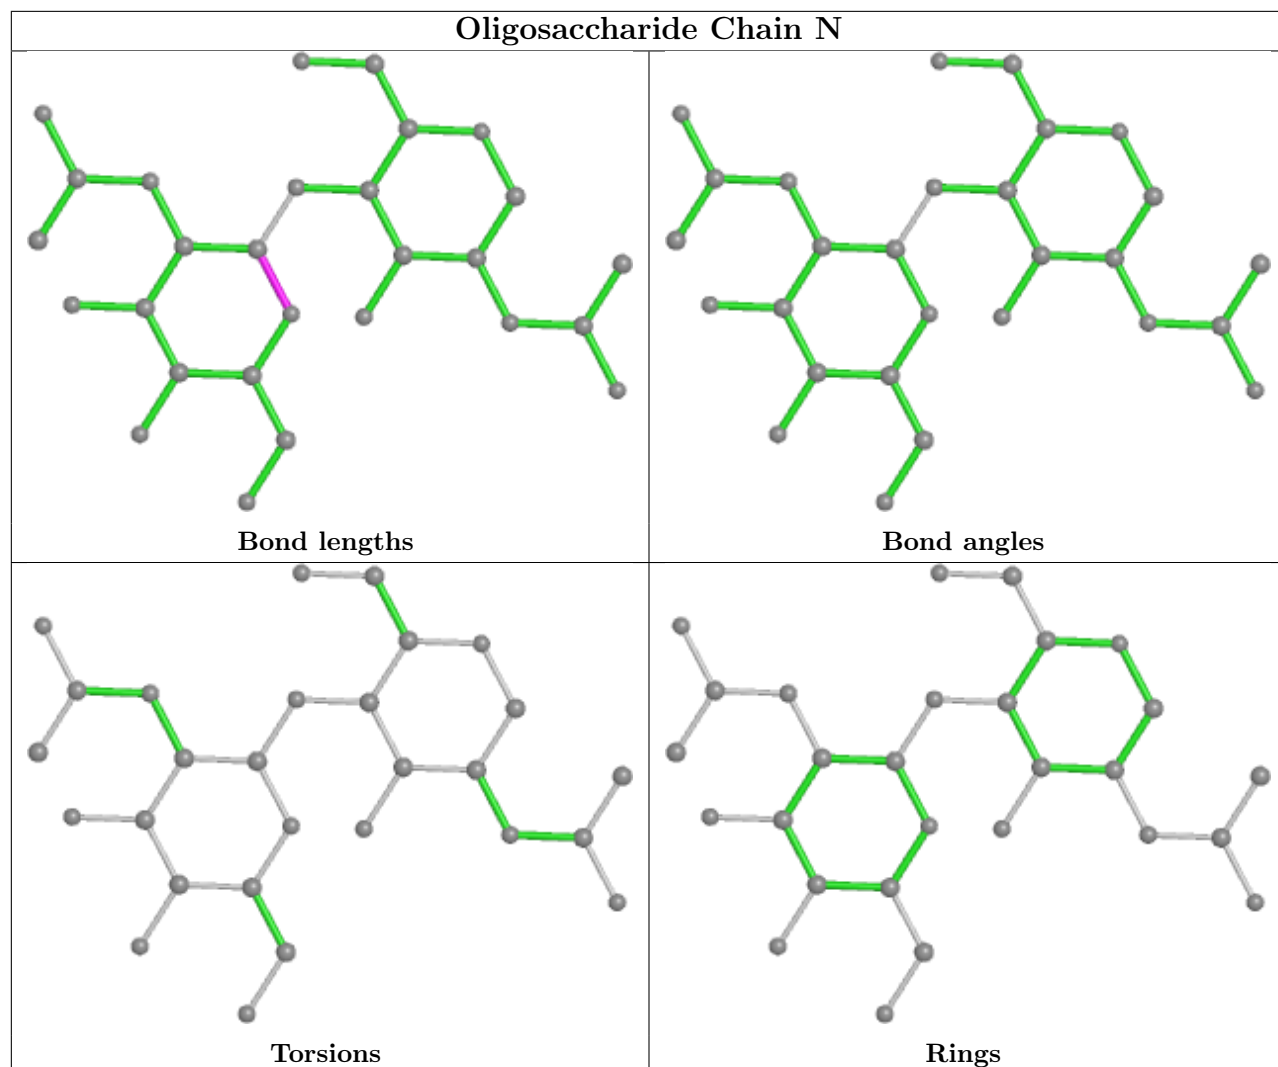 Oligosaccharide Chain N
Bond lengths
Bond angles
Torsions
Rings